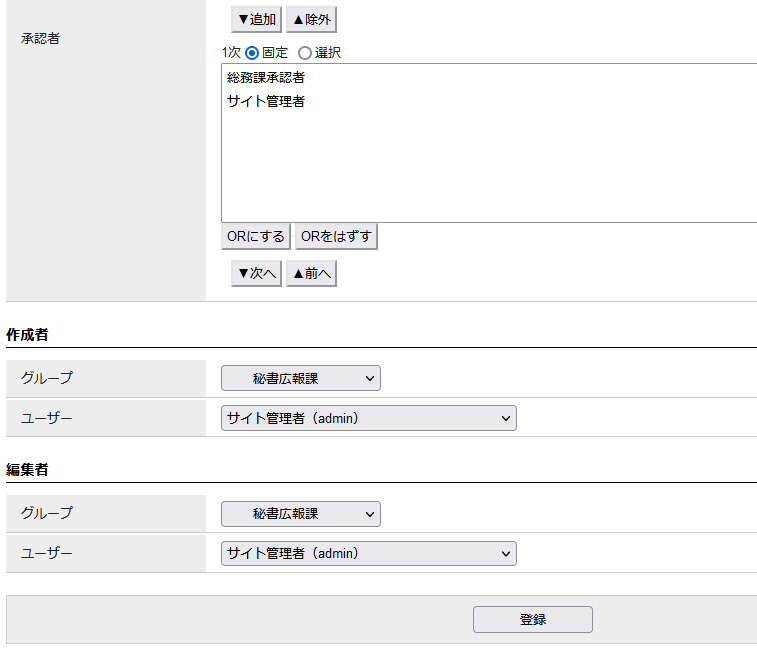 ▼追加 ▲除外
承認者
1次 固定 選択
総務課承認者
サイト管理者
ORにする ORをはずす
▼次へ ▲前へ
作成者
グループ 秘書広報課
ユーザー サイト管理者（admin）
編集者
グループ 秘書広報課
ユーザー サイト管理者（admin）
登録